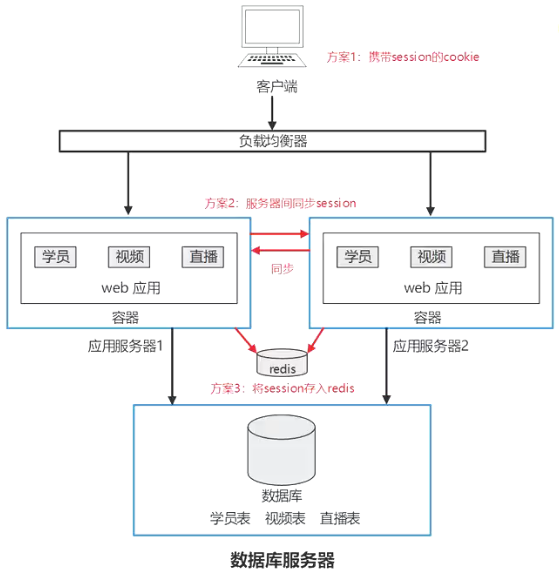 方案1：携带session的cookie
客户端
负载均衡器
方案2：服务器间同步session
学员 视频 直播
web 应用
容器
同步
学员 视频 直播
web 应用
容器
应用服务器1
应用服务器2
redis
方案3：将session存入redis
数据库
学员表 视频表 直播表
数据库服务器